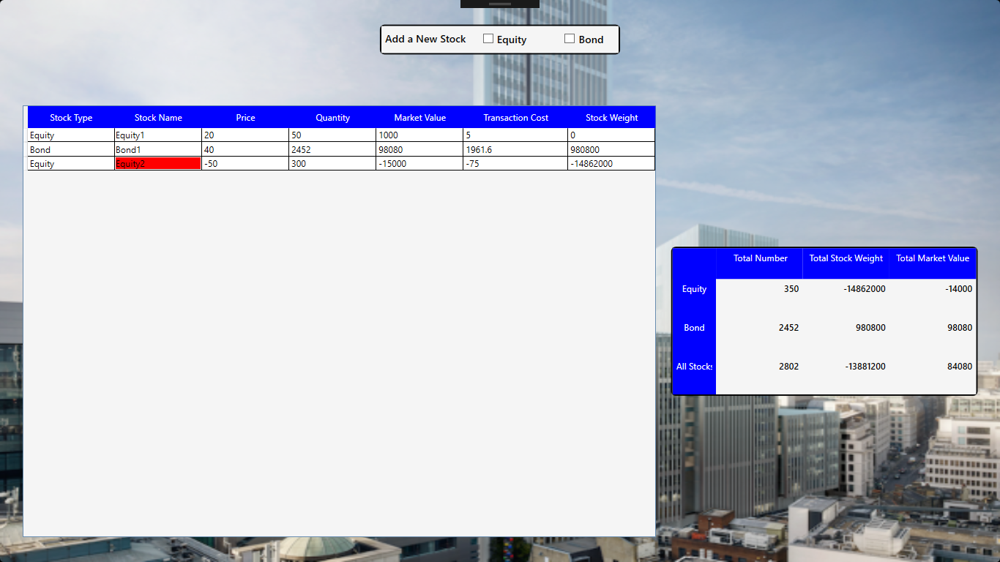 Add a New Stock Equity Bond
Stock Type Stock Name Price Quantity Market Value Transaction Cost Stock Weight
Equity Equity1 20 50 1000 5 0
Bond Bond1 40 2452 98080 1961.6 980800
Equity Equity2 -50 300 -15000 -75 -14862000
Total Number Total Stock Weight Total Market Value
Equity 350 -14862000 -14000
Bond 2452 980800 98080
All Stocks 2802 -13881200 84080